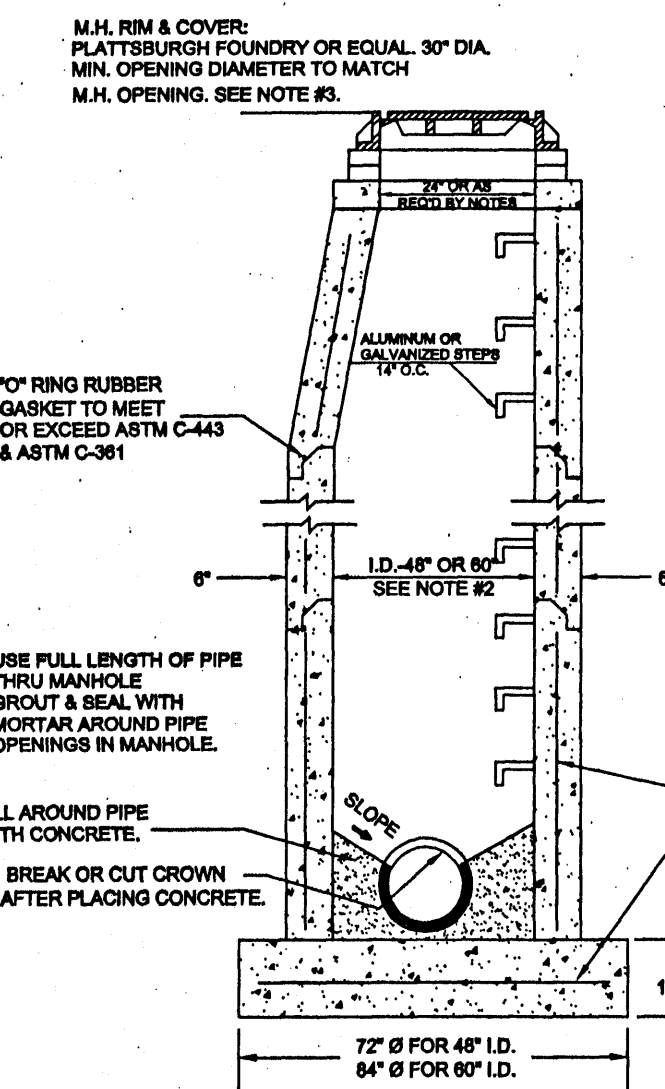 M.H. RIM & COVER:
PLATTSBURGH FOUNDRY OR EQUAL. 30" DIA.
MIN. OPENING DIAMETER TO MATCH
M.H. OPENING. SEE NOTE #3.
24" OR AS
REQ'D BY NOTES
ALUMINUM OR
GALVANIZED STEPS
14" O.C.
"O" RING RUBBER
GASKET TO MEET
OR EXCEED ASTM C-443
& ASTM C-361
6"
I.D.-48" OR 60"
SEE NOTE #2
6
USE FULL LENGTH OF PIPE
THRU MANHOLE
GROUT & SEAL WITH
MORTAR AROUND PIPE
OPENINGS IN MANHOLE.
SLOPE
LL AROUND PIPE
TH CONCRETE.
BREAK OR CUT CROWN
AFTER PLACING CONCRETE.
1
72" Ø FOR 48" I.D.
84" Ø FOR 60" I.D.